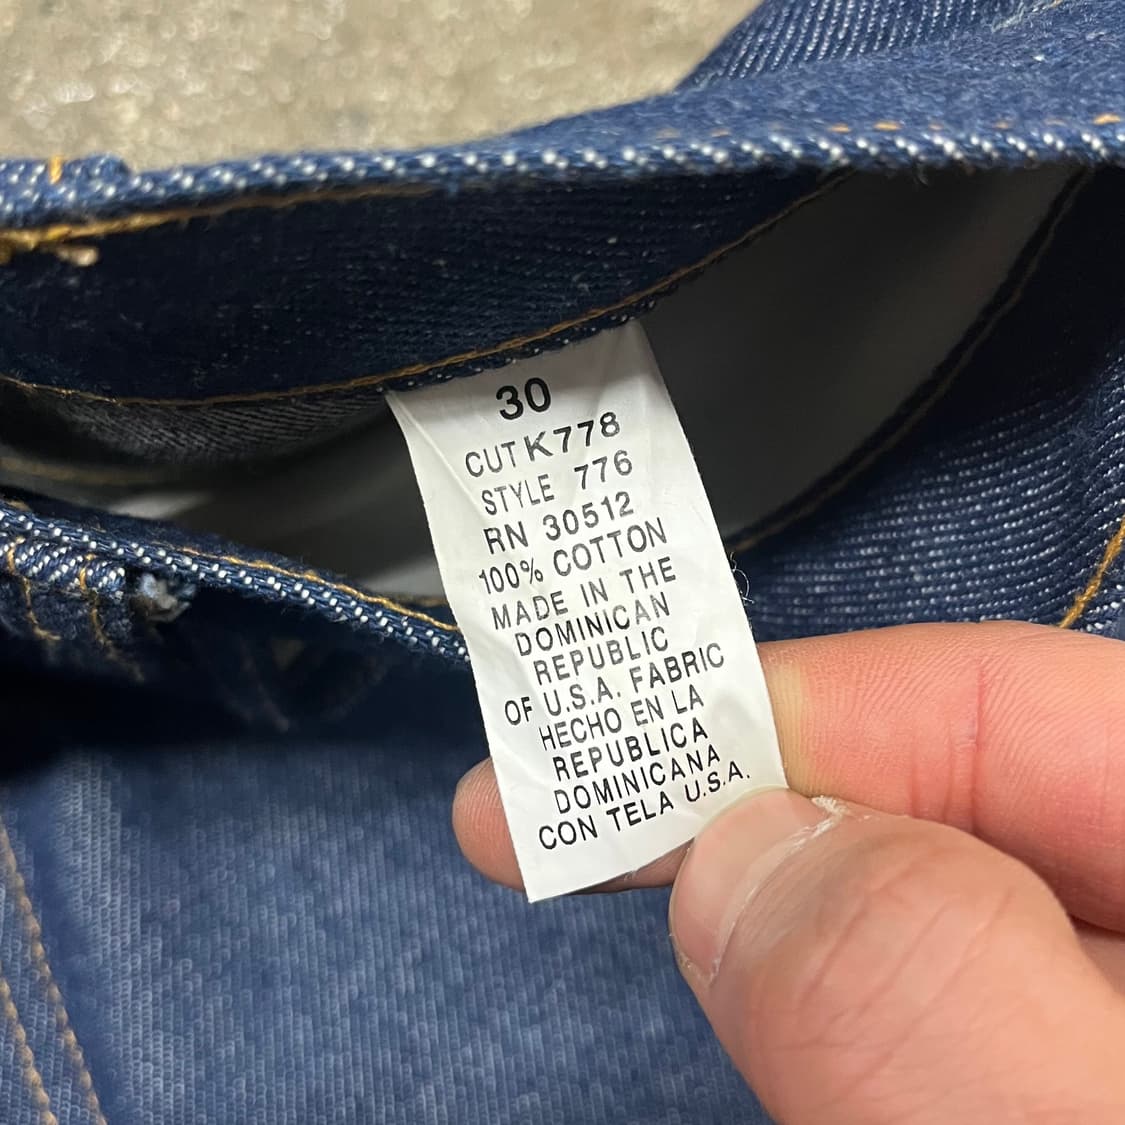 30
CUT K778
STYLE 776
RN 30512
100% COTTON
MADE IN THE
DOMINICAN
REPUBLIC
OF U.S.A. FABRIC
HECHO EN LA
REPUBLICA
DOMINICANA
CON TELA U.S.A.